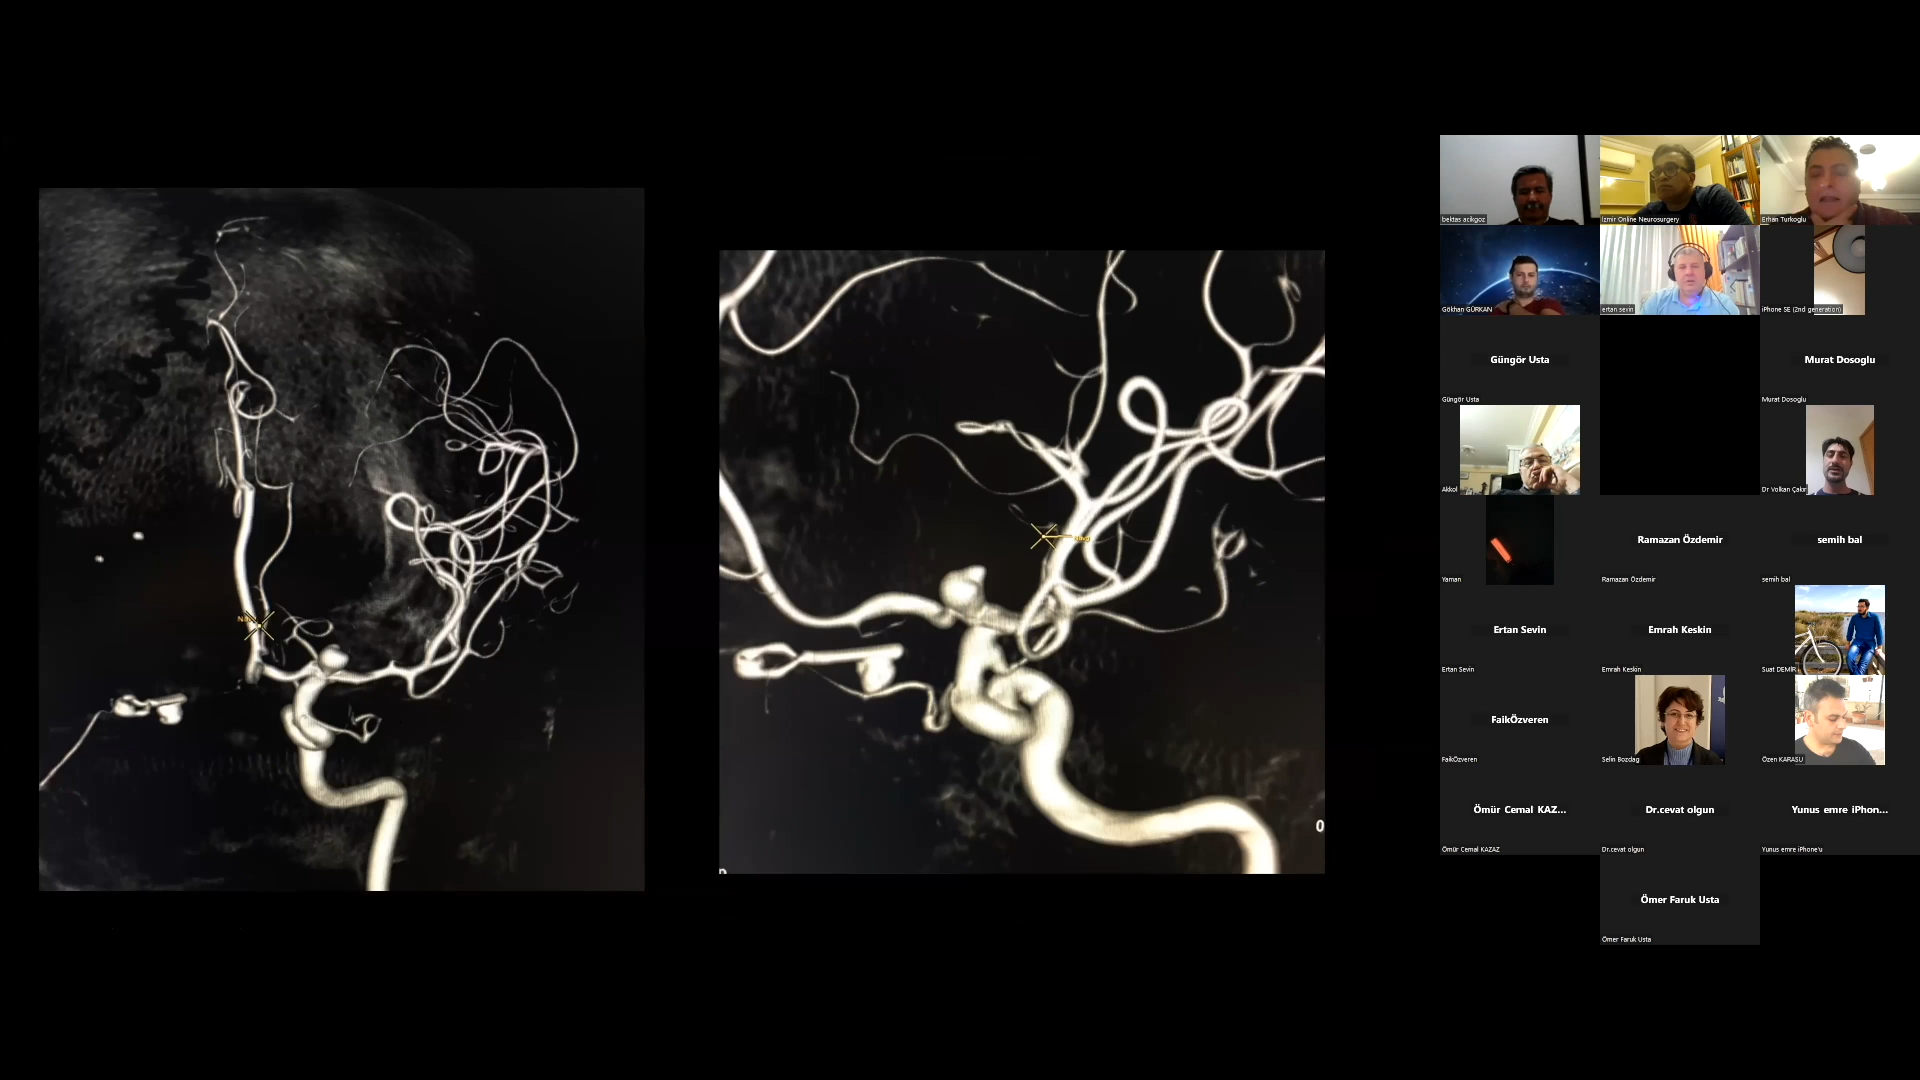 bektas acikgoz
İzmir Online Neurosurgery
Erhan Turkoglu
Gökhan GÜRKAN
ertan sevin
iPhone SE (2nd generation)
Güngör Usta
Murat Dosoglu
Güngör Usta
Murat Dosoglu
Akkol
Dr Volkan Çakır
Ramazan Özdemir
semih bal
Yaman
Ramazan Özdemir
semih bal
Ertan Sevin
Emrah Keskin
Ertan Sevin
Emrah Keskin
Suat DEMİR
FaikÖzveren
FaikÖzveren
Selin Bozdag
Özen KARASU
Ömür Cemal KAZ...
Dr.cevat olgun
Yunus emre iPhon...
Ömür Cemal KAZAZ
Dr.cevat olgun
Yunus emre iPhone'u
Ömer Faruk Usta
Ömer Faruk Usta